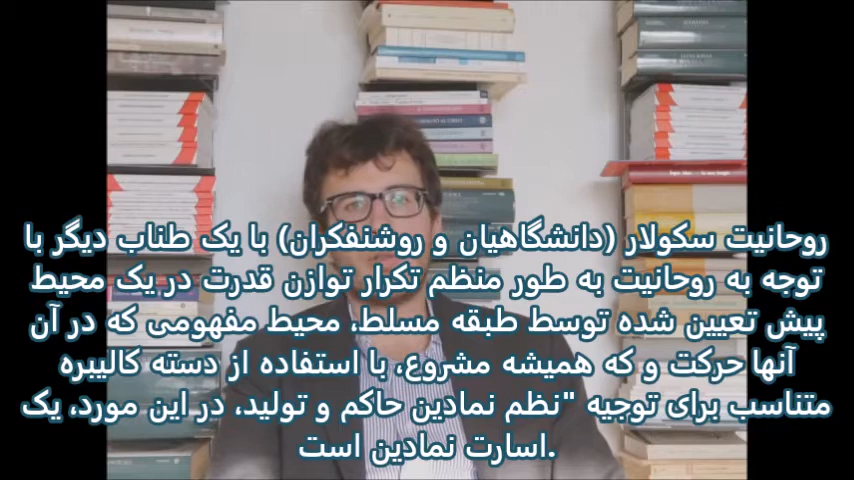 روحانیت سکولار (دانشگاهیان و روشنفکران) با یک طناب دیگر با
توجه به روحانیت به طور منظم تکرار توازن قدرت در یک محیط
پیش تعیین شده توسط طبقه مسلط، محیط مفهومی که در آن
آنها حرکت و که همیشه مشروع، با استفاده از دسته کالیبره
متناسب برای توجیه "نظم نمادین حاکم و تولید، در این مورد، یک
.اسارت نمادین است